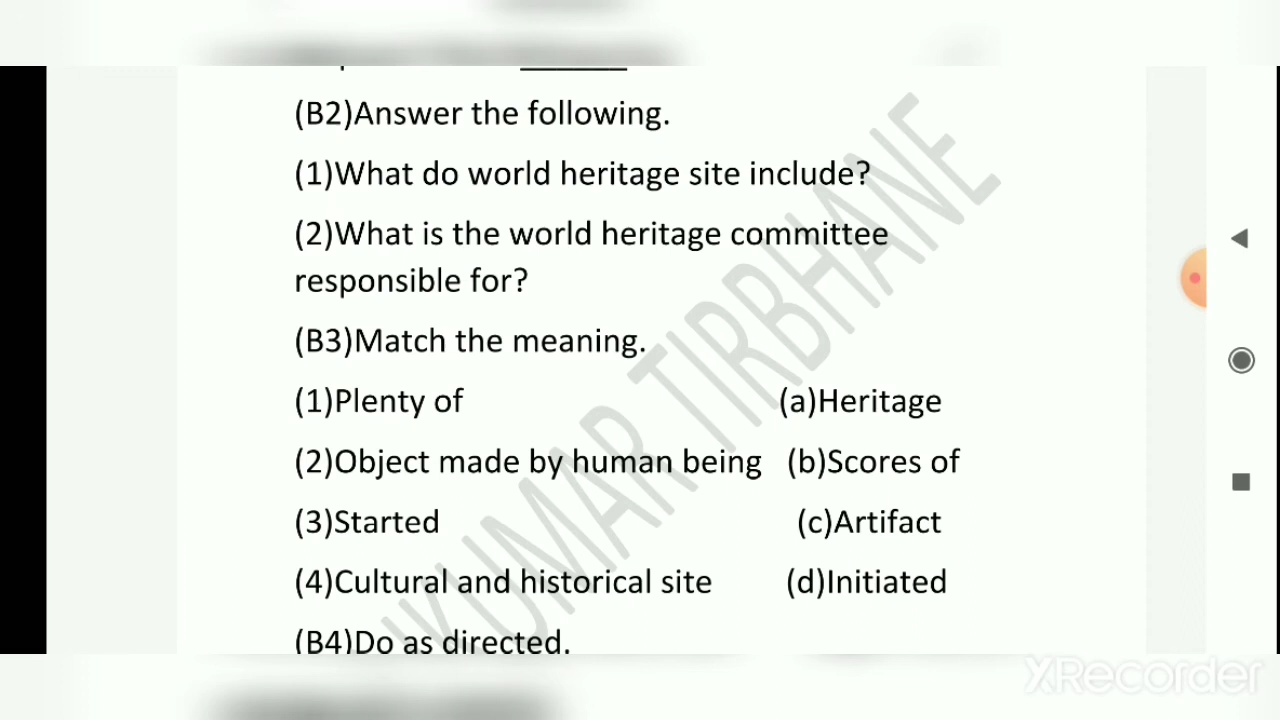 (B2)Answer the following.
(1)What do world heritage site include?
(2)What is the world heritage committee
responsible for?
(B3)Match the meaning.
(1)Plenty of (a)Heritage
(2)Object made by human being (b)Scores of
(3)Started (c)Artifact
(4)Cultural and historical site (d)Initiated
(B4)Do as directed.
KUMAR TIRBHANE
XRecorder